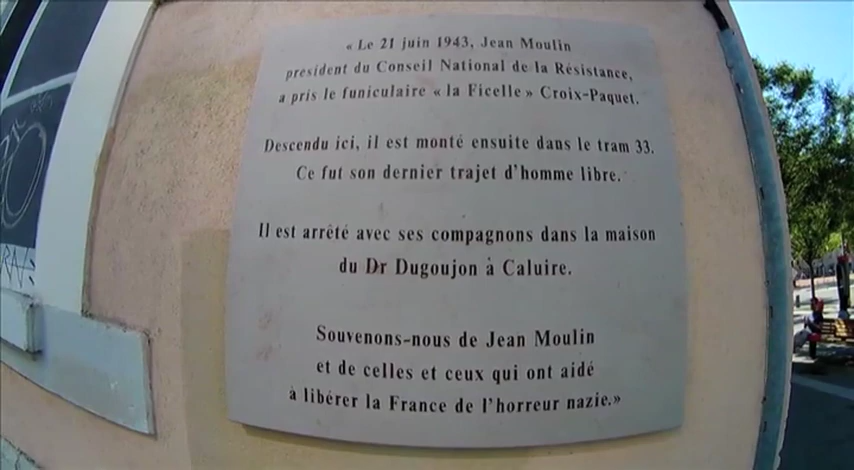 « Le 21 juin 1943, Jean Moulin
président du Conseil National de la Résistance,
a pris le funiculaire « la Ficelle » Croix-Paquet.
Descendu ici, il est monté ensuite dans le tram 33.
Ce fut son dernier trajet d'homme libre.
Il est arrêté avec ses compagnons dans la maison
du Dr Dugoujon à Caluire.
Souvenons-nous de Jean Moulin
et de celles et ceux qui ont aidé
à libérer la France de l'horreur nazie.»